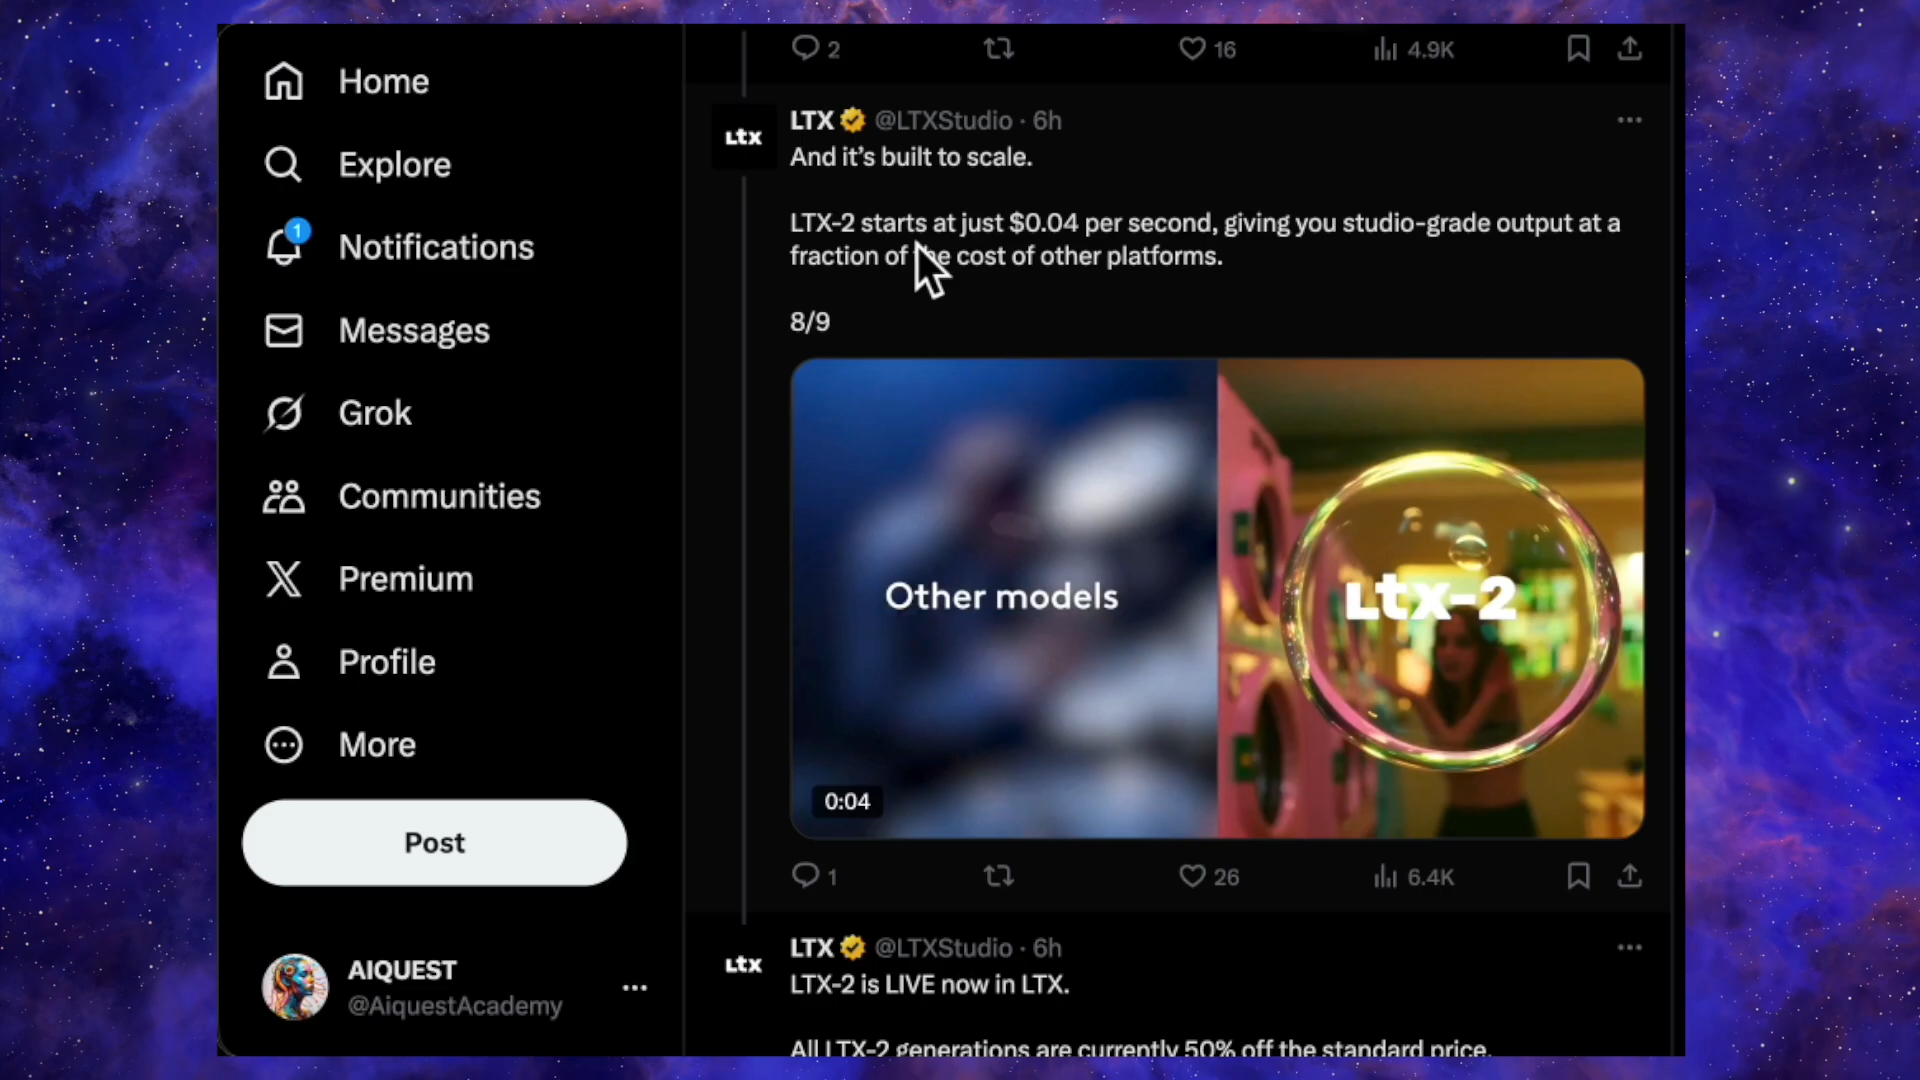 Home
Explore
1
Notifications
Messages
Grok
Communities
Premium
Profile
More
Post
AIQUEST
@AiquestAcademy
2
16
4.9K
Ltx
LTX @LTXStudio · 6h
And it's built to scale.
LTX-2 starts at just $0.04 per second, giving you studio-grade output at a
fraction of the cost of other platforms.
8/9
Other models
Ltx-2
0:04
1
26
6.4K
Ltx
LTX @LTXStudio · 6h
LTX-2 is LIVE now in LTX.
All LTX-2 generations are currently 50% off the standard price.